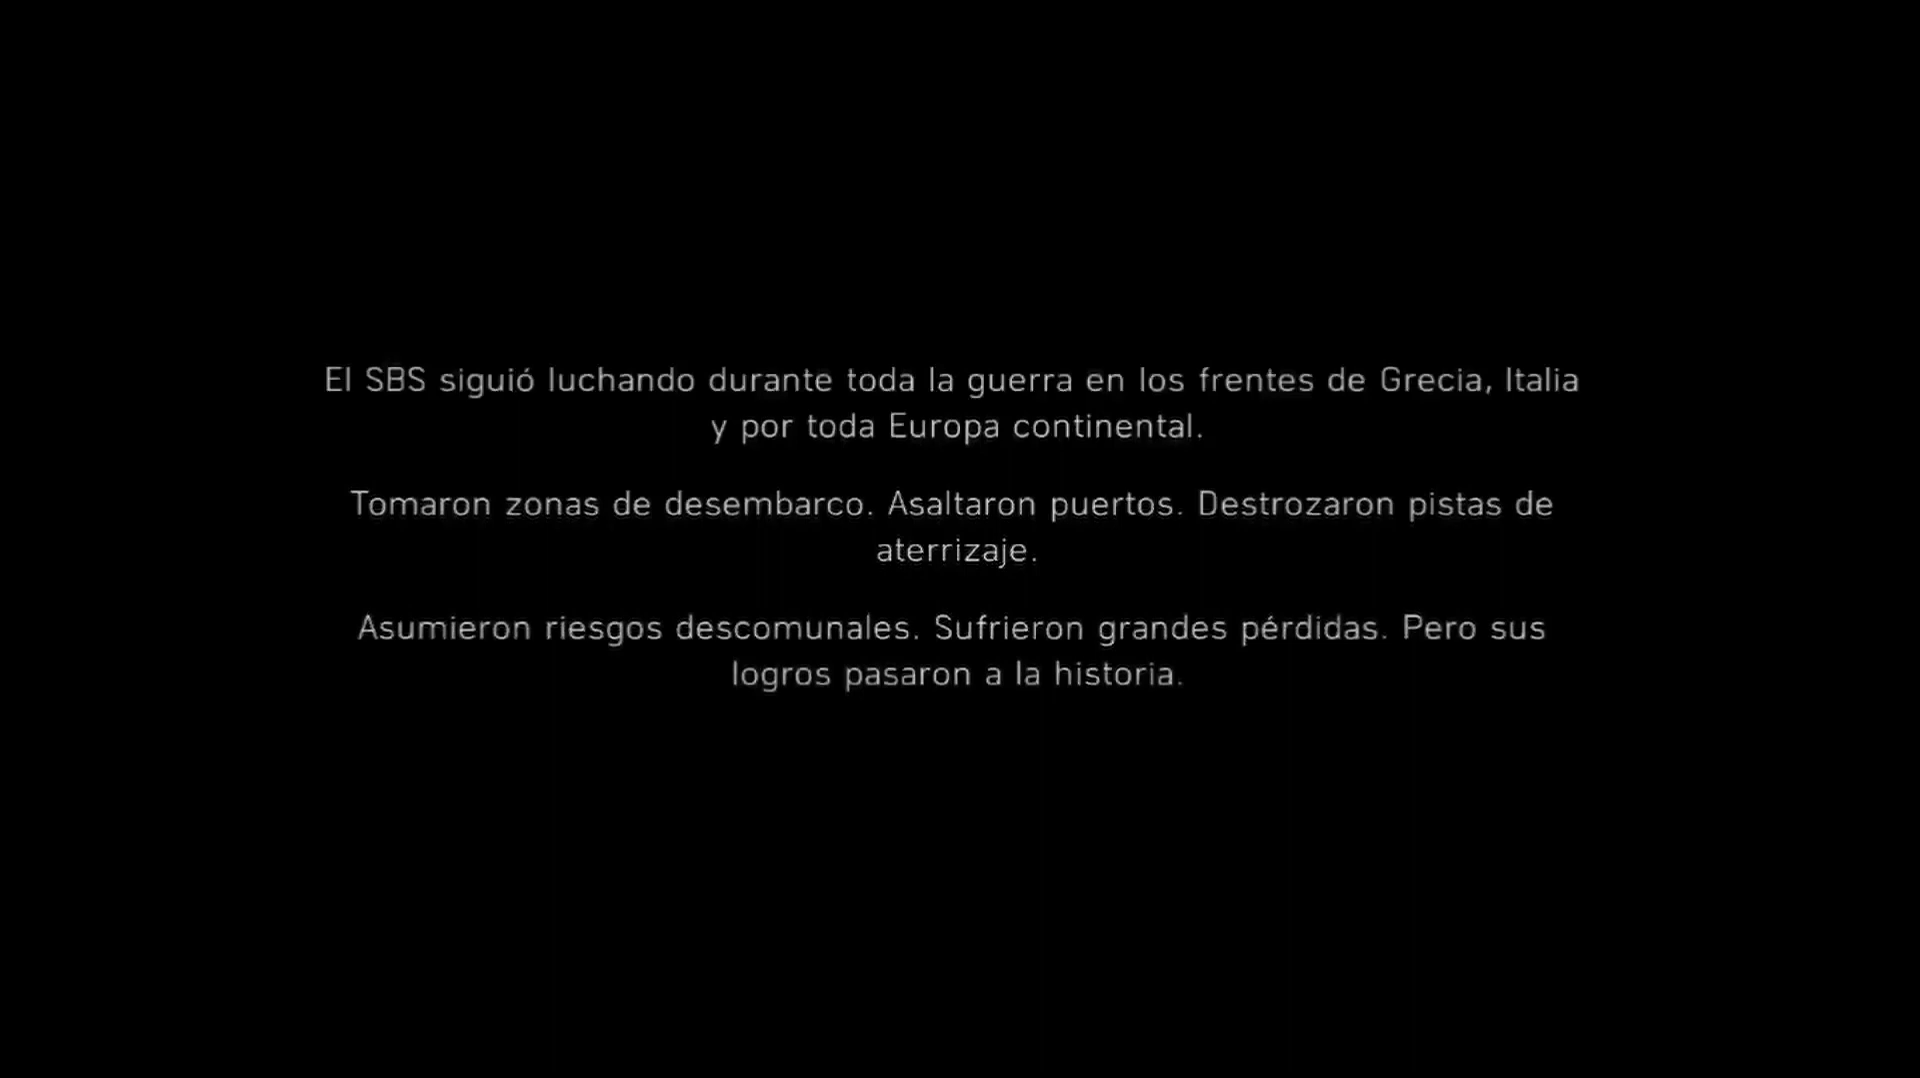 El SBS siguió luchando durante toda la guerra en los frentes de Grecia, Italia
y por toda Europa continental.
Tomaron zonas de desembarco. Asaltaron puertos. Destrozaron pistas de
aterrizaje.
Asumieron riesgos descomunales. Sufrieron grandes pérdidas. Pero sus
logros pasaron a la historia.